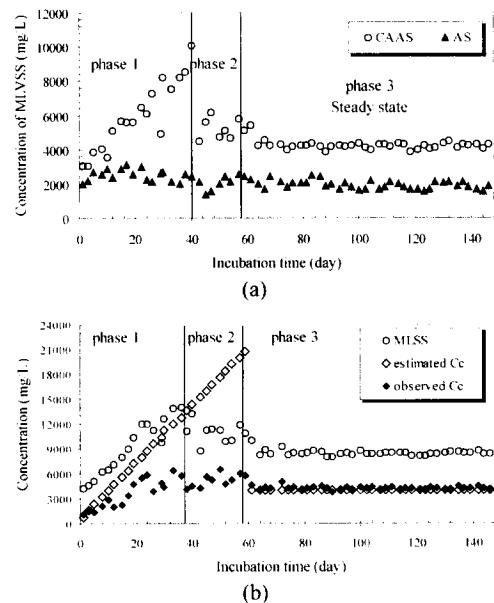 12000
10000
8000
6000
4000
2000
0
Concentration of MLVSS (mg/L)
CAAS
AS
phase 1
phase 2
phase 3
Steady state
0 20 40 60 80 100 120 140
Incubation time (day)
(a)
24000
21000
18000
15000
12000
9000
6000
3000
0
Concentration (mg/L)
phase 1
phase 2
phase 3
MLSS
estimated Cc
observed Cc
0 20 40 60 80 100 120 140
Incubation time (day)
(b)